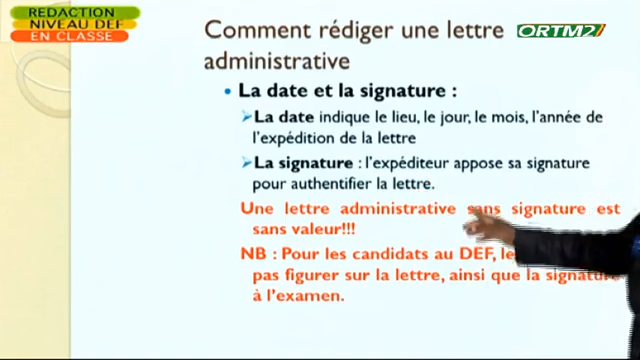 REDACTION
NIVEAU DEF
EN CLASSE
ORTM2
Comment rédiger une lettre
administrative
• La date et la signature :
La date indique le lieu, le jour, le mois, l'année de
l'expédition de la lettre
La signature : l'expéditeur appose sa signature
pour authentifier la lettre.
Une lettre administrative sans signature est
sans valeur!!!
NB : Pour les candidats au DEF,
pas figurer sur la lettre, ainsi que la signature
à l'examen.